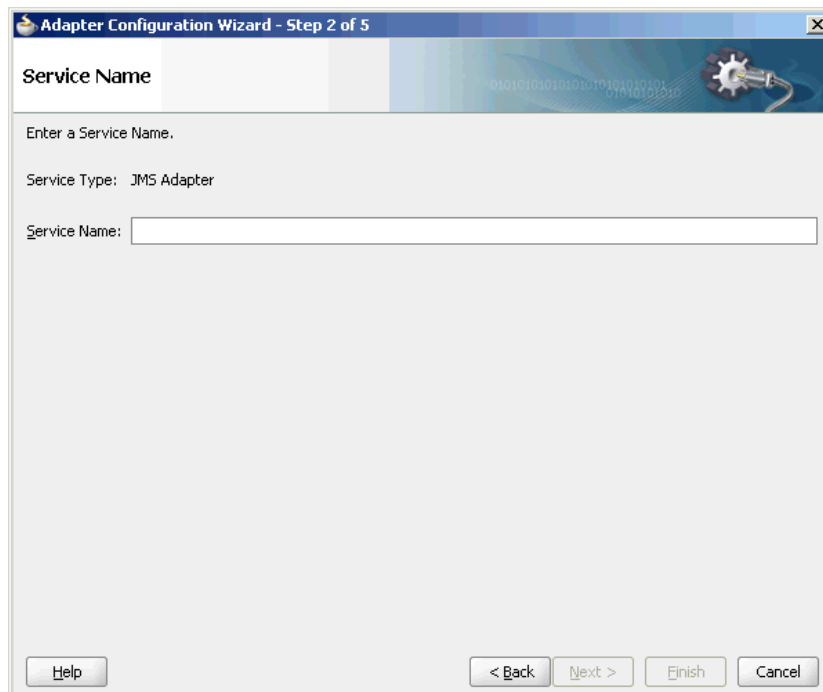 Adapter Configuration Wizard - Step 2 of 5
Service Name
Enter a Service Name.
Service Type: JMS Adapter
Service Name:
Help < Back Next > Finish Cancel